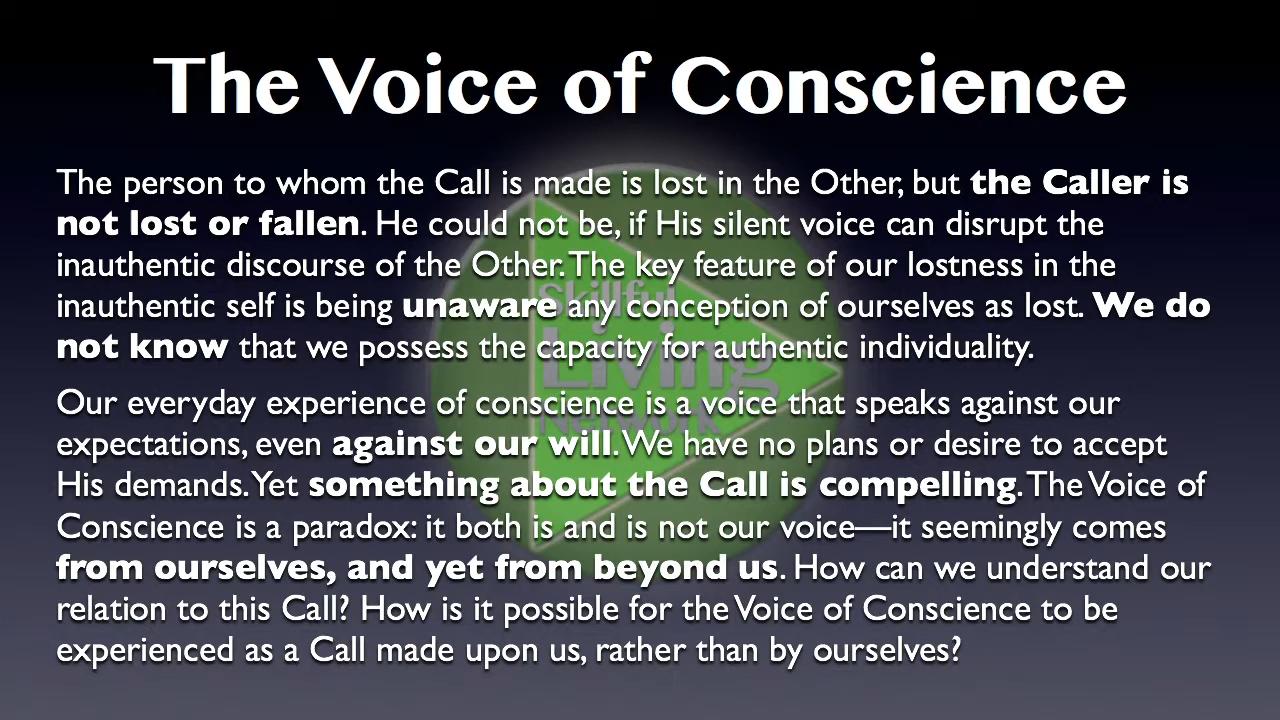 The Voice of Conscience
The person to whom the Call is made is lost in the Other, but the Caller is
not lost or fallen. He could not be, if His silent voice can disrupt the
inauthentic discourse of the Other. The key feature of our lostness in the
inauthentic self is being unaware any conception of ourselves as lost. We do
not know that we possess the capacity for authentic individuality.
Our everyday experience of conscience is a voice that speaks against our
expectations, even against our will. We have no plans or desire to accept
His demands. Yet something about the Call is compelling. The Voice of
Conscience is a paradox: it both is and is not our voice—it seemingly comes
from ourselves, and yet from beyond us. How can we understand our
relation to this Call? How is it possible for the Voice of Conscience to be
experienced as a Call made upon us, rather than by ourselves?
Skillful
Living
Network